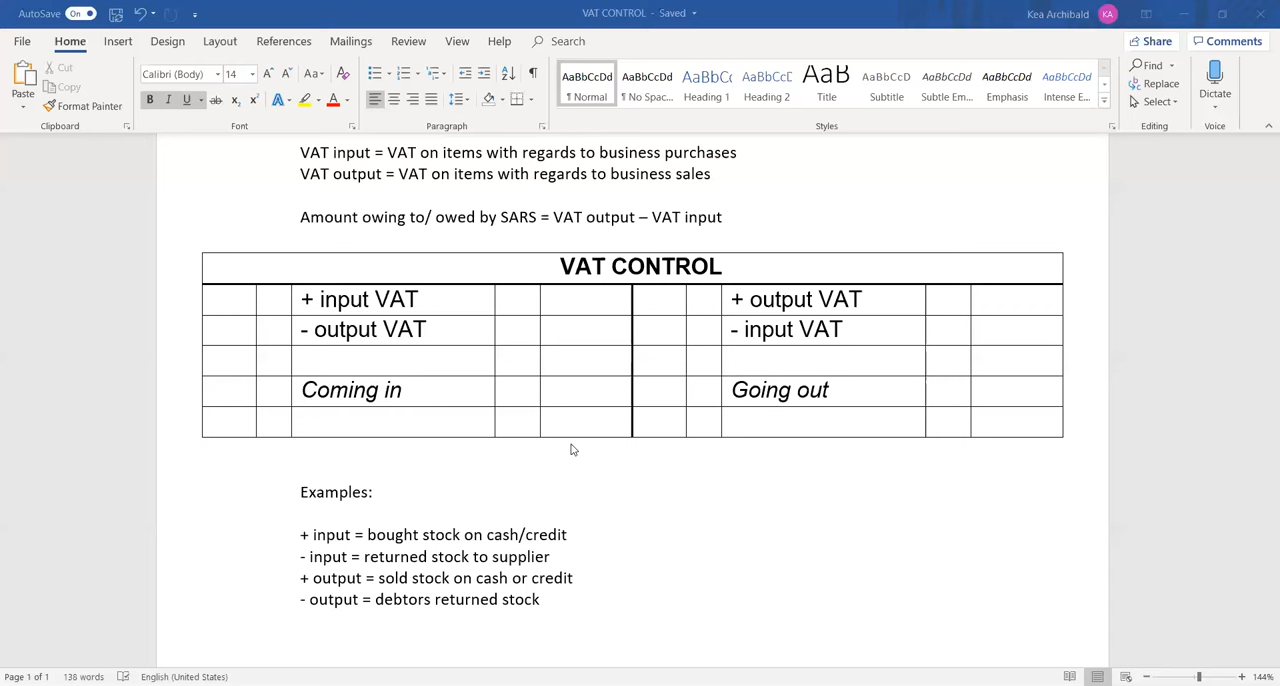 AutoSave On VAT CONTROL - Saved Kea Archibald KA
File Home Insert Design Layout References Mailings Review View Help Search Share Comments
Paste Cut Copy Format Painter Clipboard
Calibri (Body) 14 Aa B I U ab x₂ x² A A Font
Paragraph
AaBbCcDd AaBbCcDd AaBbCc AaBbCcD AaB AaBbCcD AaBbCcDd AaBbCcDd AaBbCcDd
¶ Normal ¶ No Spac... Heading 1 Heading 2 Title Subtitle Subtle Em... Emphasis Intense E...
Styles
Find Replace Select Editing
Dictate Voice
VAT input = VAT on items with regards to business purchases
VAT output = VAT on items with regards to business sales
Amount owing to/ owed by SARS = VAT output – VAT input
VAT CONTROL
+ input VAT + output VAT
- output VAT - input VAT
Coming in Going out
Examples:
+ input = bought stock on cash/credit
- input = returned stock to supplier
+ output = sold stock on cash or credit
- output = debtors returned stock
Page 1 of 1 138 words English (United States) 144%